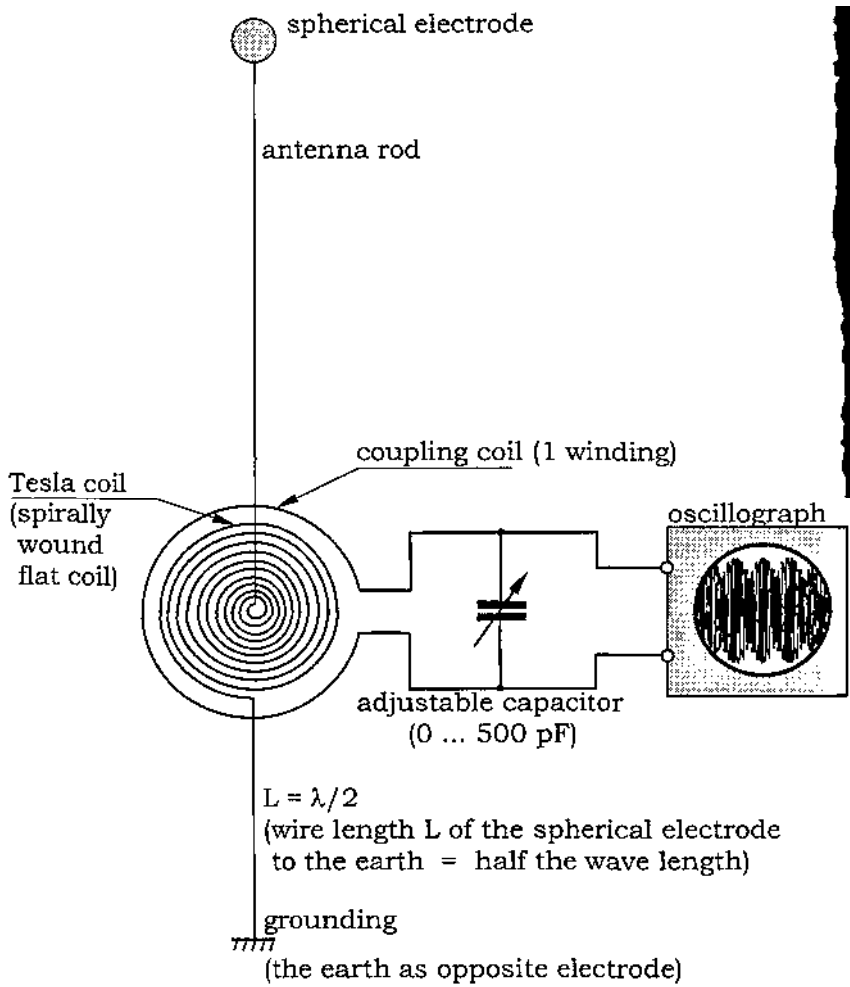 spherical electrode
antenna rod
coupling coil (1 winding)
Tesla coil
(spirally
wound
flat coil)
oscillograph
adjustable capacitor
(0 ... 500 pF)
L = λ/2
(wire length L of the spherical electrode
to the earth = half the wave length)
grounding
(the earth as opposite electrode)